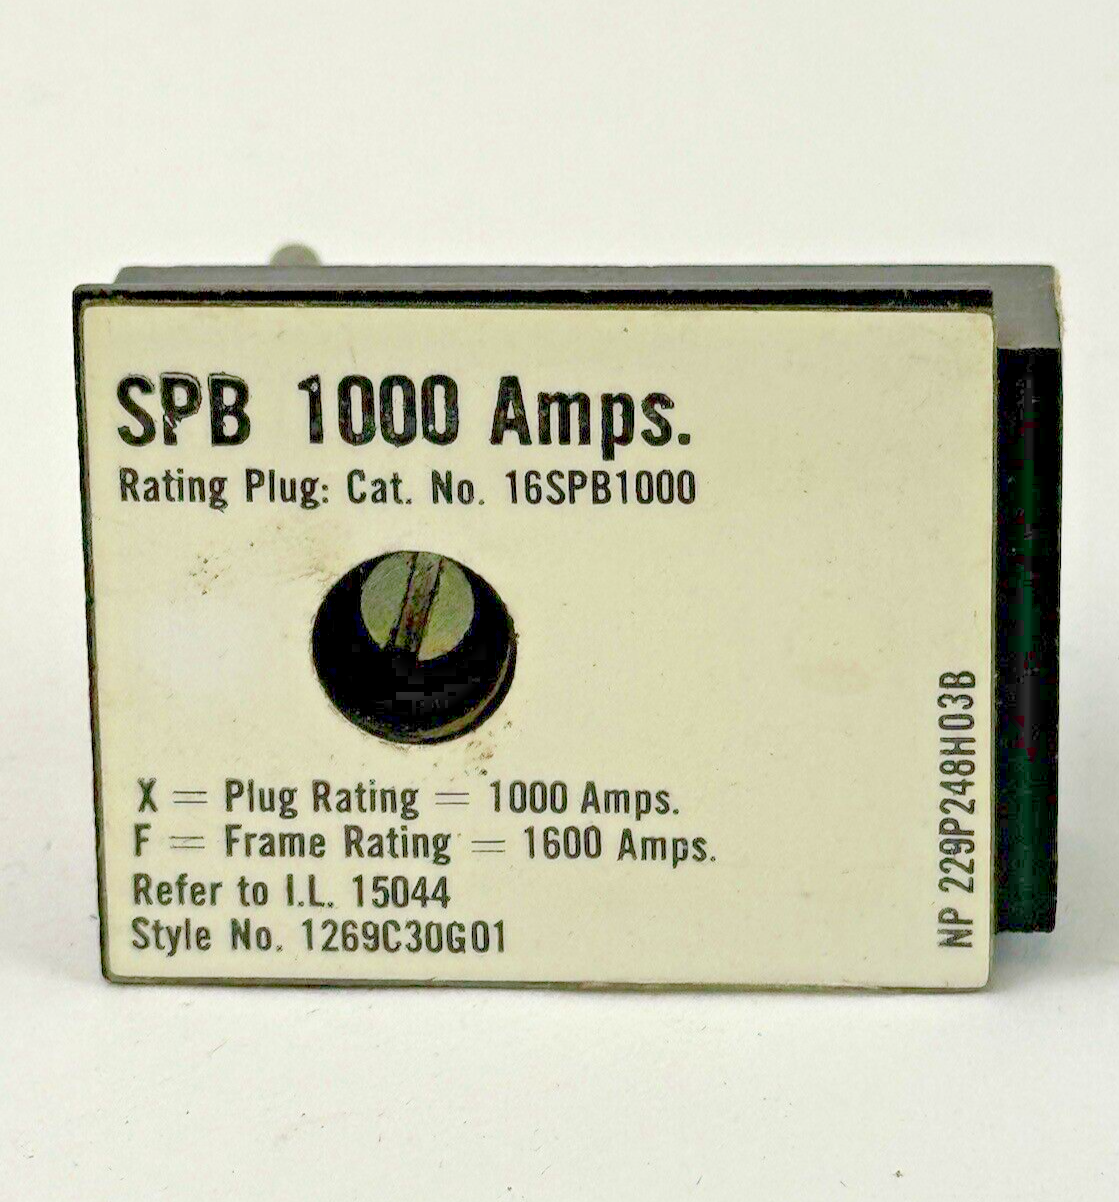 SPB 1000 Amps.
Rating Plug: Cat. No. 16SPB1000
X = Plug Rating = 1000 Amps.
F = Frame Rating = 1600 Amps.
Refer to I.L. 15044
Style No. 1269C30G01
NP 229P248H03B